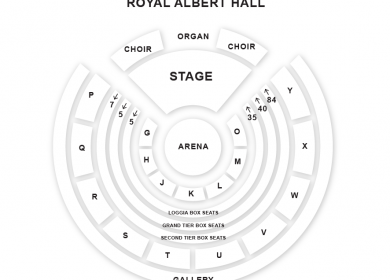 ROYAL ALBERT HALL
ORGAN
CHOIR
CHOIR
STAGE
P
7
5
5
84
40
35
Y
G
O
Q
ARENA
X
H
M
J
K
L
R
W
LOGGIA BOX SEATS
GRAND TIER BOX SEATS
SECOND TIER BOX SEATS
S
V
T
U
GALLERY